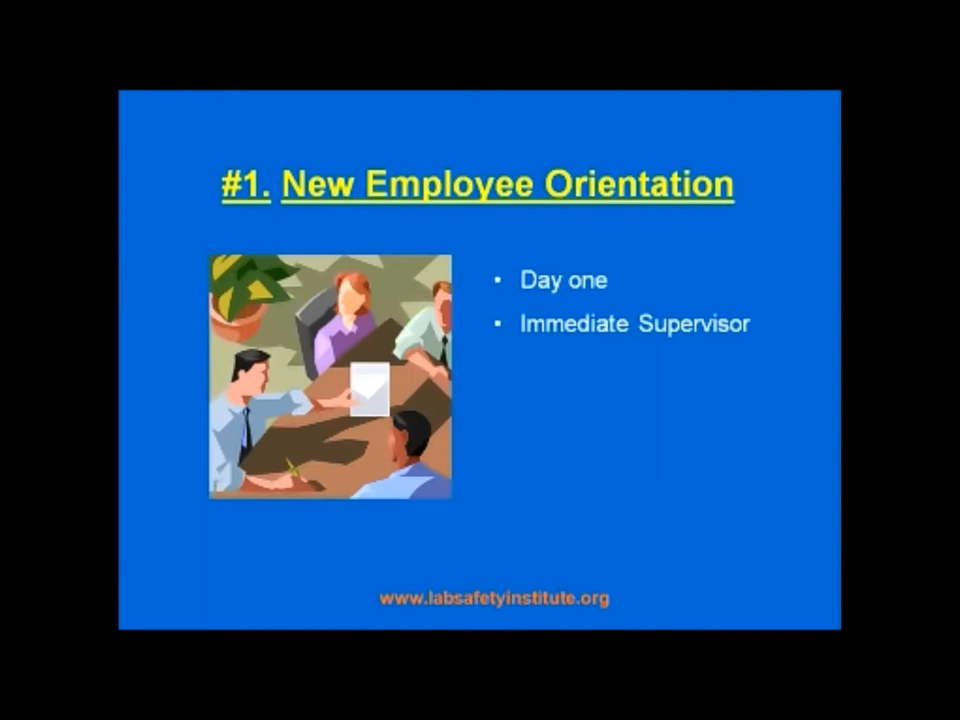 #1. New Employee Orientation
• Day one
• Immediate Supervisor
www.labsafetyinstitute.org